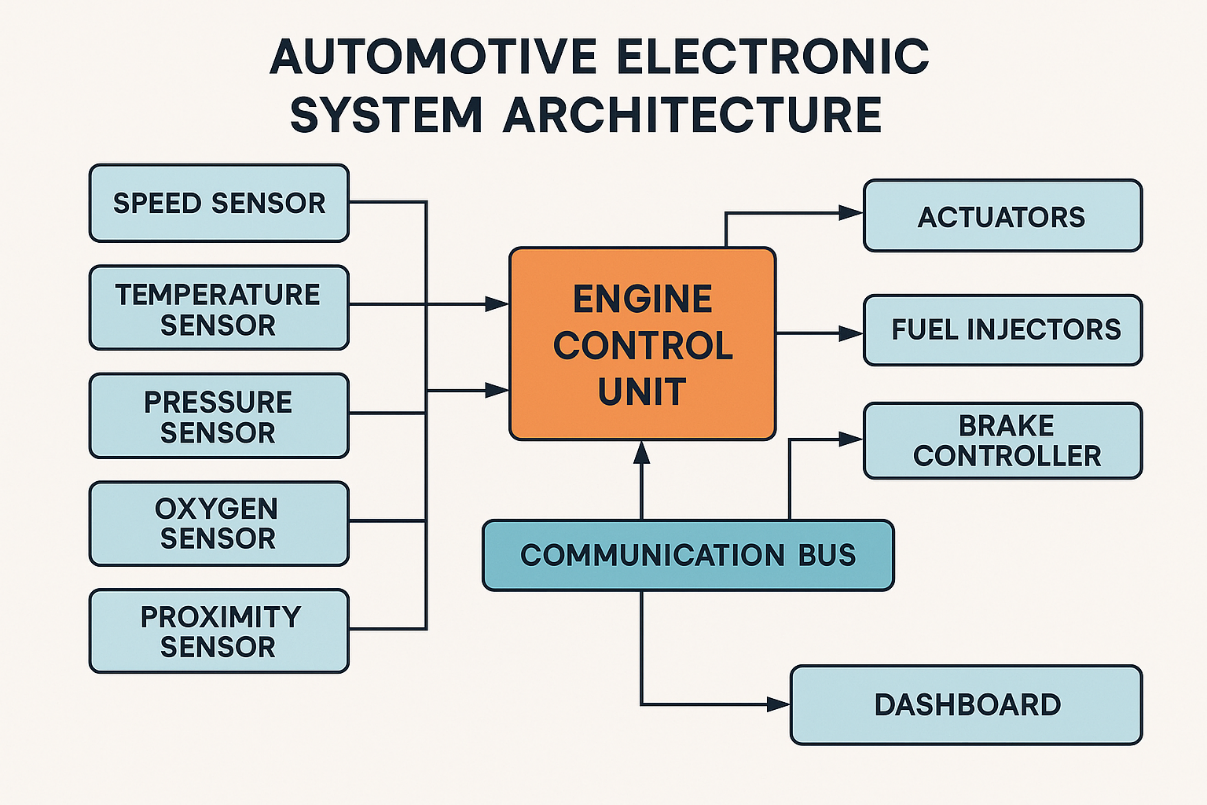 AUTOMOTIVE ELECTRONIC
SYSTEM ARCHITECTURE
SPEED SENSOR
TEMPERATURE
SENSOR
PRESSURE
SENSOR
OXYGEN
SENSOR
PROXIMITY
SENSOR
ENGINE
CONTROL
UNIT
COMMUNICATION BUS
ACTUATORS
FUEL INJECTORS
BRAKE
CONTROLLER
DASHBOARD